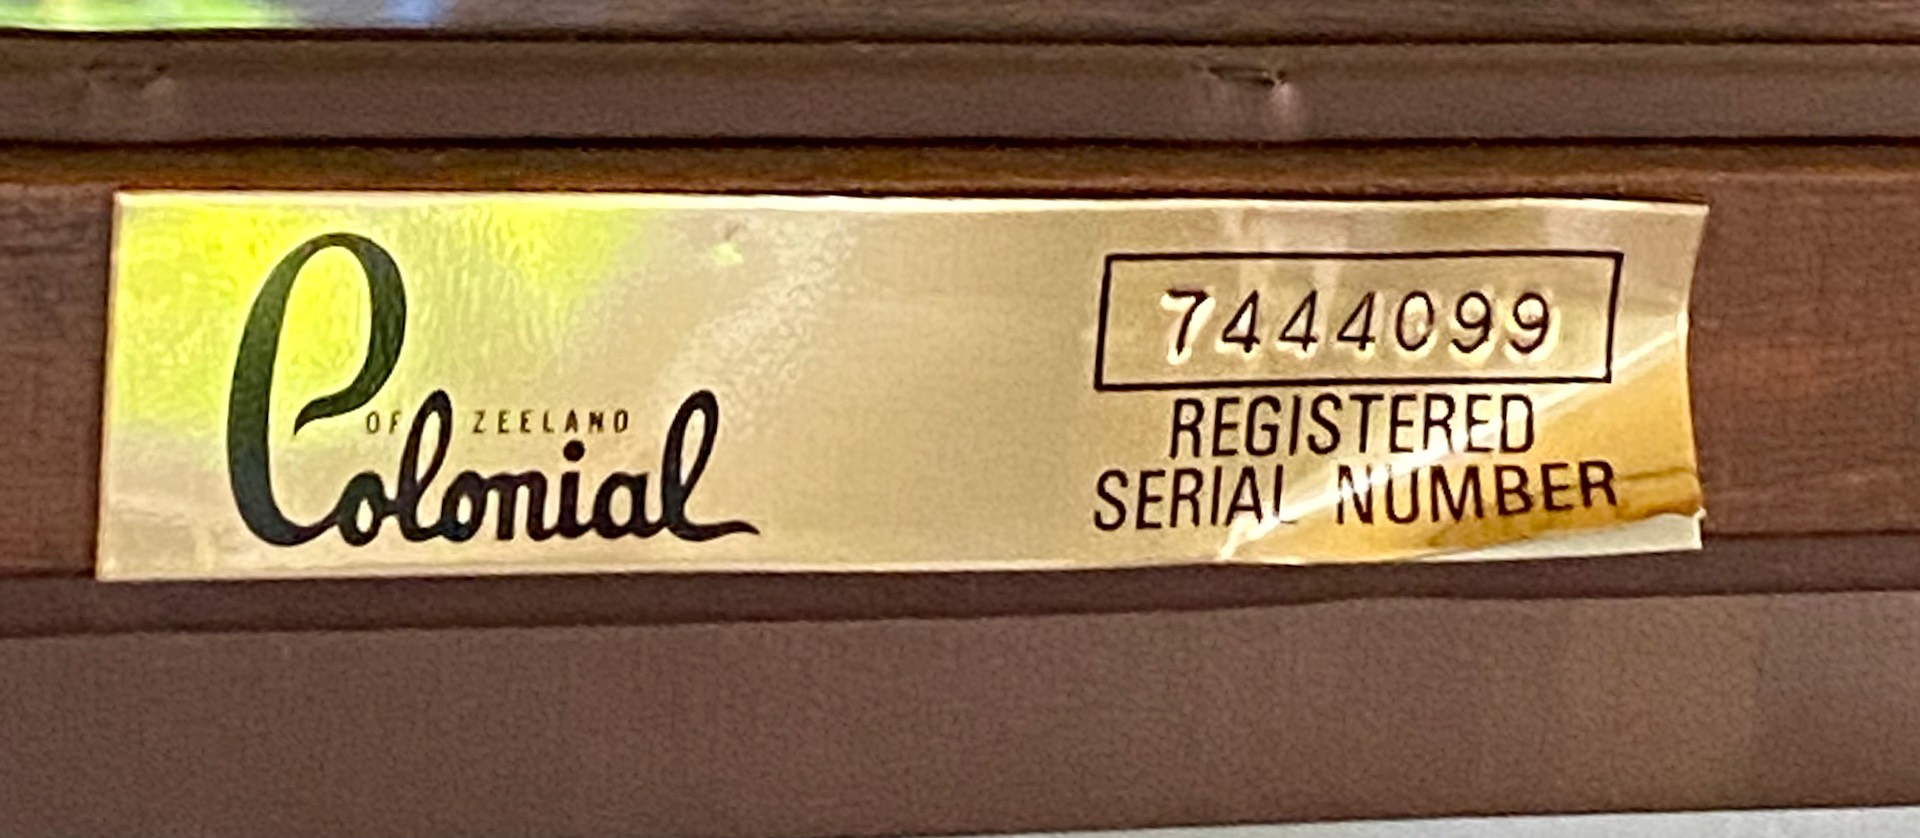 OF ZEELAND
Colonial
7444099
REGISTERED
SERIAL NUMBER